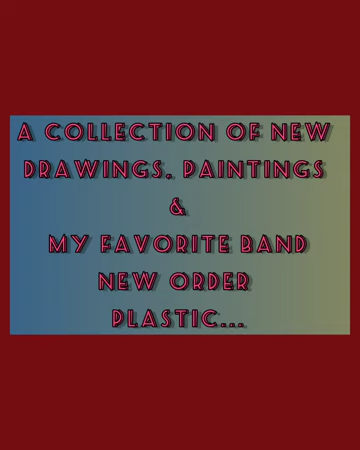 A COLLECTION OF NEW
DRAWINGS, PAINTINGS
&
MY FAVORITE BAND
NEW ORDER
PLASTIC...